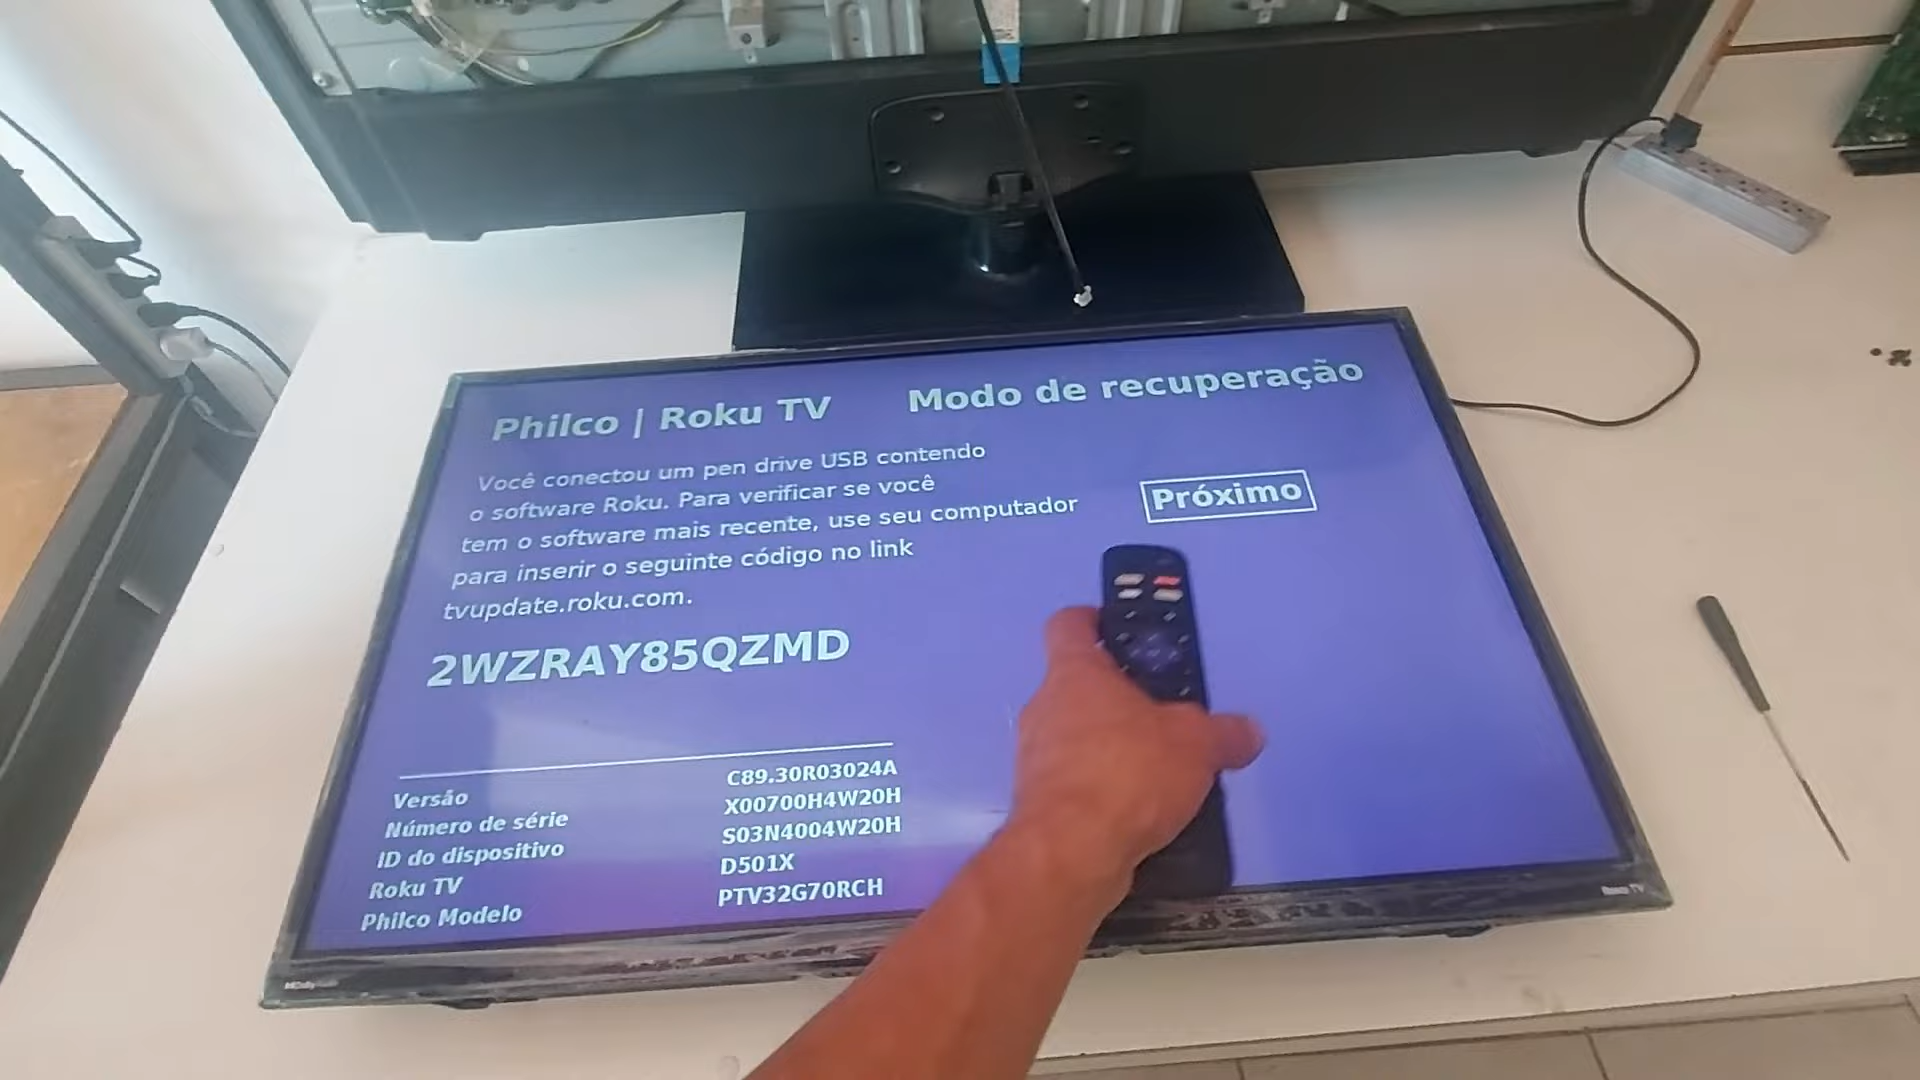 Philco | Roku TV
Modo de recuperação
Você conectou um pen drive USB contendo
o software Roku. Para verificar se você
tem o software mais recente, use seu computador
para inserir o seguinte código no link
tvupdate.roku.com.
Próximo
2WZRAY85QZMD
Versão C89.30R03024A
Número de série X00700H4W20H
ID do dispositivo S03N4004W20H
Roku TV D501X
Philco Modelo PTV32G70RCH
Roku TV